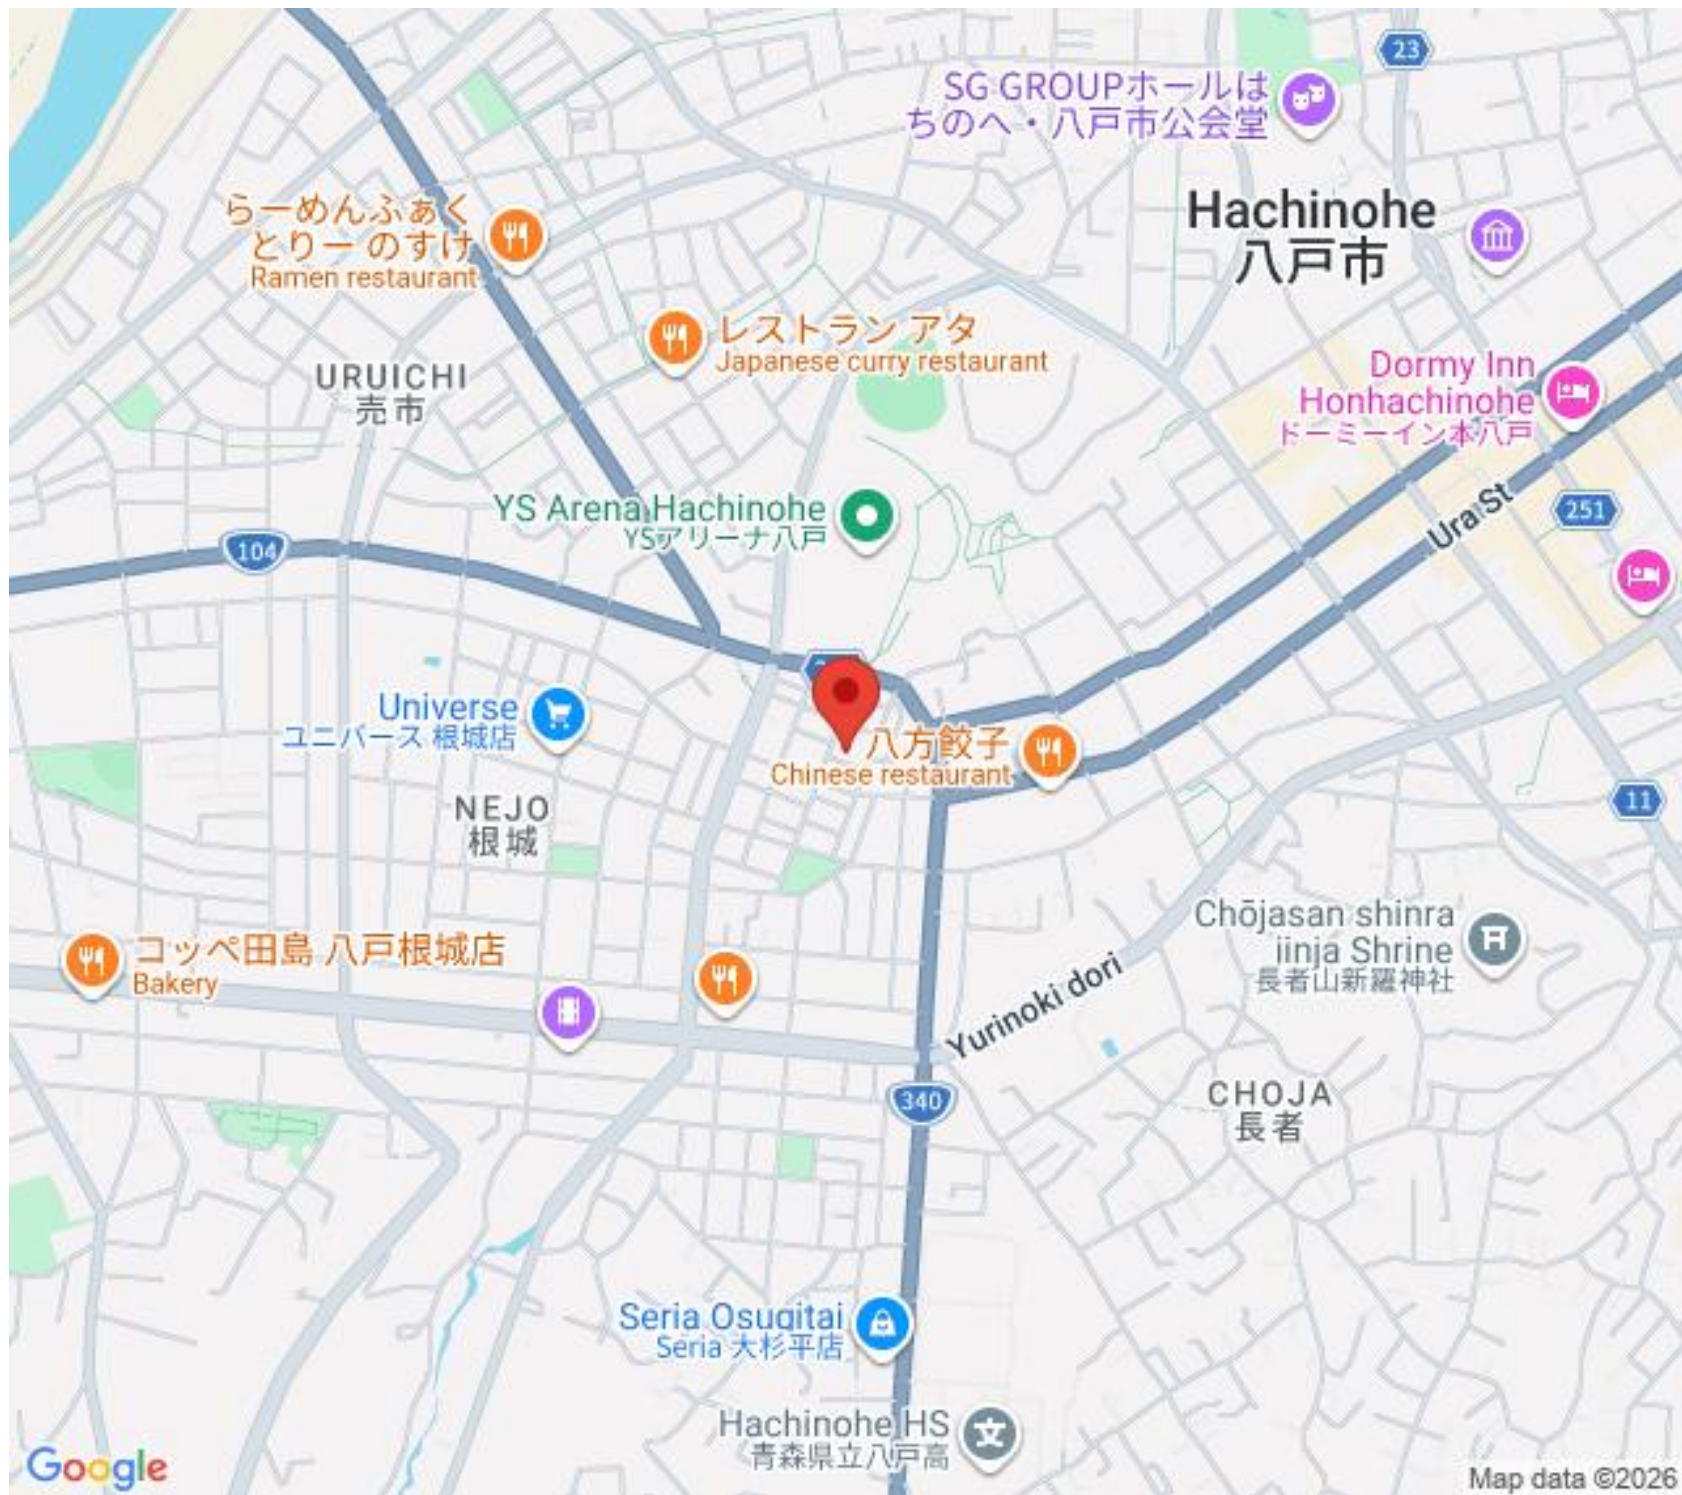 23
SG GROUPホールは
ちのへ・八戸市公会堂
らーめんふぁく
とりー のすけ
Ramen restaurant
Hachinohe
八戸市
レストラン アタ
Japanese curry restaurant
URUICHI
売市
Dormy Inn
Honhachinohe
ドーミーイン本八戸
YS Arena Hachinohe
YSアリーナ八戸
Ura St
251
104
Universe
ユニバース 根城店
八方餃子
Chinese restaurant
NEJO
根城
11
コッペ田島 八戸根城店
Bakery
Chōjasan shinra
jinja Shrine
長者山新羅神社
Yurinoki dori
340
CHOJA
長者
Seria Osugitai
Seria 大杉平店
Hachinohe HS
青森県立八戸高
Google
Map data ©2026